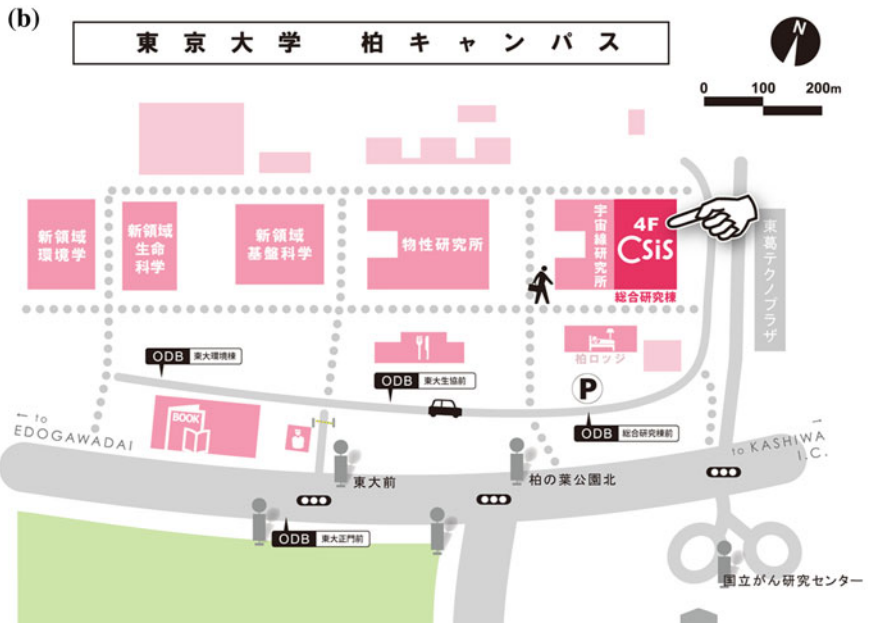 (b)
東京大学 柏キャンパス
N
0 100 200m
新領域
環境学
新領域
生命
科学
新領域
基盤科学
物性研究所
宇宙線研究所
4F
CSiS
総合研究棟
東葛テクノプラザ
柏ロッジ
P
ODB 東大環境棟
ODB 東大生協前
ODB 総合研究棟前
BOOK
← to
EDOGAWADAI
→
to KASHIWA
I.C.
東大前
柏の葉公園北
ODB 東大正門前
国立がん研究センター